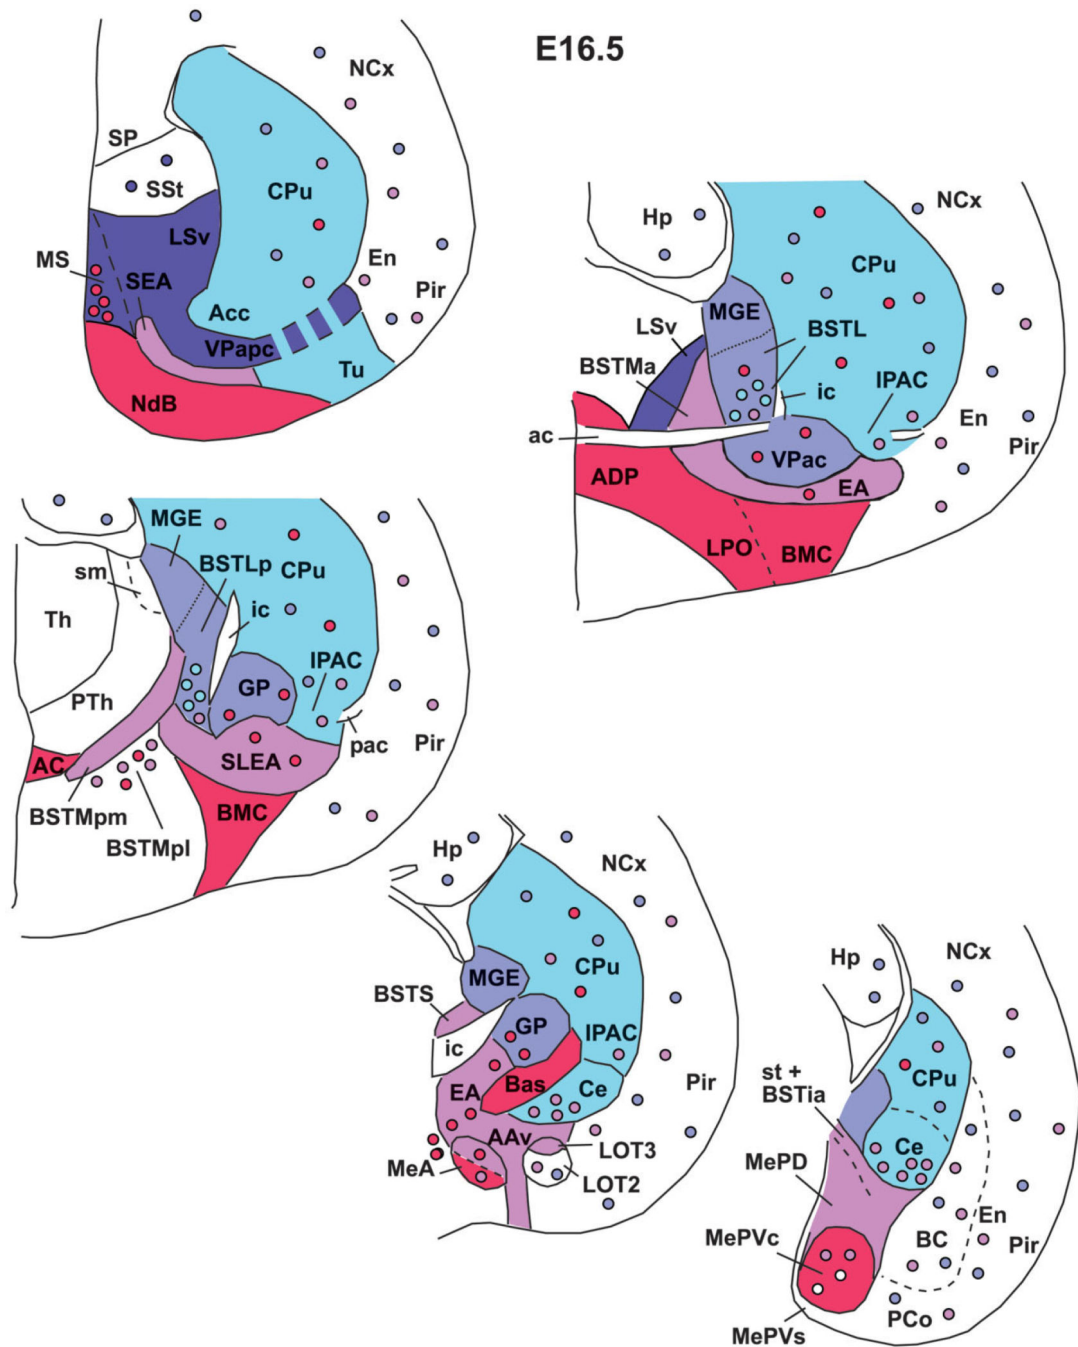 E16.5
NCx
SP
SSt
CPu
LSv
MS
SEA
En
Pir
Acc
VPapc
Tu
NdB
Hp
NCx
CPu
MGE
LSv
BSTL
BSTMa
ic
IPAC
En
ac
VPac
Pir
ADP
EA
LPO
BMC
MGE
BSTLp
CPu
sm
Th
ic
IPAC
PTh
GP
pac
Pir
AC
SLEA
BSTMpm
BMC
BSTMpl
Hp
NCx
CPu
MGE
BSTS
GP
IPAC
ic
EA
Bas
Ce
Pir
AAv
LOT3
MeA
LOT2
Hp
NCx
st +
BSTia
CPu
Ce
MePD
En
MePVc
BC
Pir
PCo
MePVs